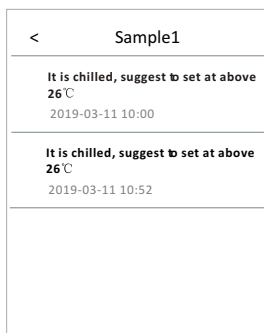 < Sample1
It is chilled, suggest to set at above
26℃
2019-03-11 10:00
It is chilled, suggest to set at above
26℃
2019-03-11 10:52